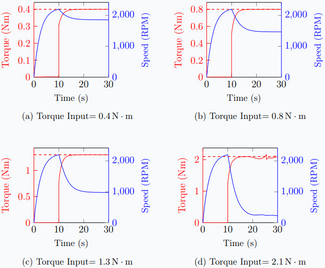 Torque (Nm)
0.4
0.3
0.2
0.1
0
2,000
1,000
0
Speed (RPM)
0 10 20 30
Time (s)
(a) Torque Input= 0.4 N · m
Torque (Nm)
0.8
0.6
0.4
0.2
0
2,000
1,000
0
Speed (RPM)
0 10 20 30
Time (s)
(b) Torque Input= 0.8 N · m
Torque (Nm)
1
0.5
0
2,000
1,000
0
Speed (RPM)
0 10 20 30
Time (s)
(c) Torque Input= 1.3 N · m
Torque (Nm)
2
1
0
2,000
1,000
0
Speed (RPM)
0 10 20 30
Time (s)
(d) Torque Input= 2.1 N · m